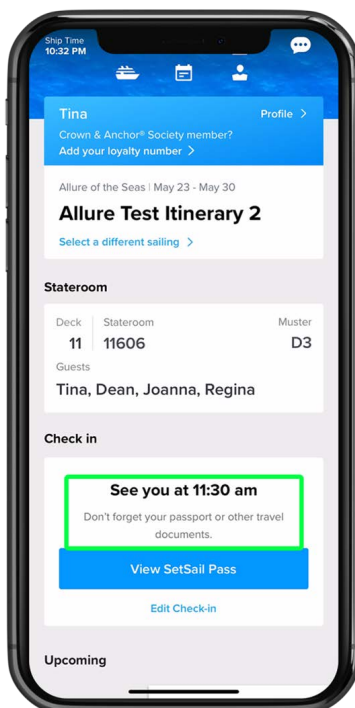 Ship Time
10:32 PM
Tina
Profile >
Crown & Anchor® Society member?
Add your loyalty number >
Allure of the Seas | May 23 - May 30
Allure Test Itinerary 2
Select a different sailing >
Stateroom
Deck Stateroom Muster
11 11606 D3
Guests
Tina, Dean, Joanna, Regina
Check in
See you at 11:30 am
Don't forget your passport or other travel
documents.
View SetSail Pass
Edit Check-in
Upcoming